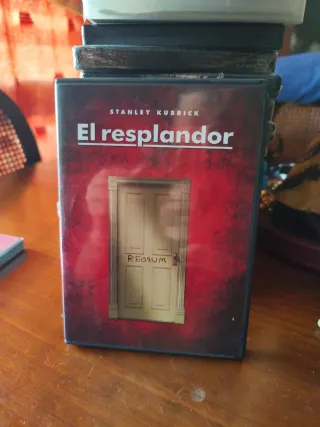 STANLEY KUBRICK
El resplandor
REDRUM